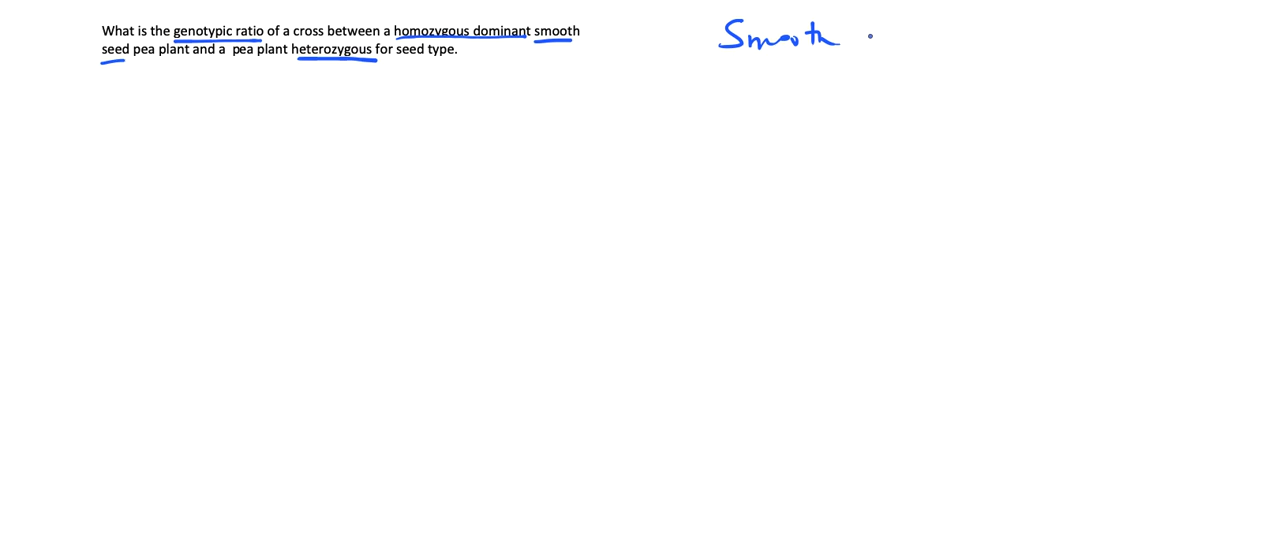 What is the genotypic ratio of a cross between a homozygous dominant smooth
seed pea plant and a pea plant heterozygous for seed type.
Smooth